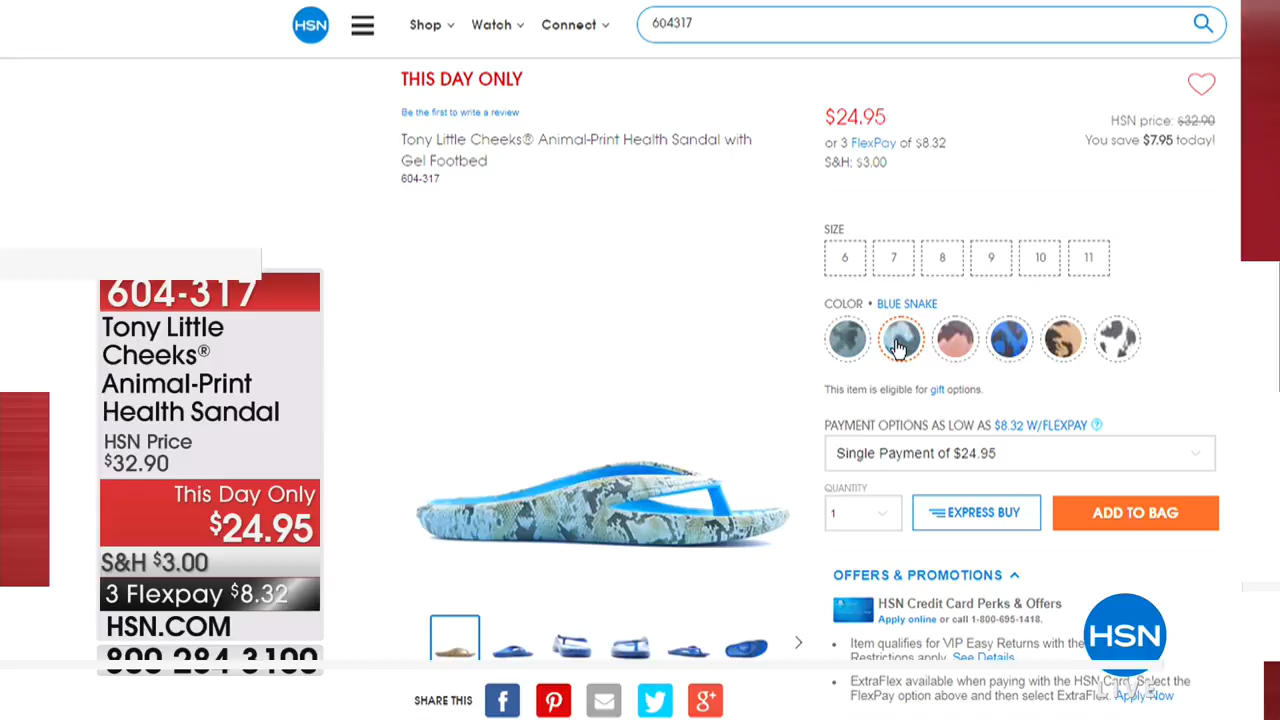 HSN
Shop
Watch
Connect
604317
THIS DAY ONLY
Be the first to write a review
Tony Little Cheeks® Animal-Print Health Sandal with
Gel Footbed
604-317
$24.95
or 3 FlexPay of $8.32
S&H: $3.00
HSN price: $32.90
You save $7.95 today!
SIZE
6 7 8 9 10 11
COLOR • BLUE SNAKE
This item is eligible for gift options.
PAYMENT OPTIONS AS LOW AS $8.32 W/FLEXPAY ?
Single Payment of $24.95
QUANTITY
1
EXPRESS BUY
ADD TO BAG
OFFERS & PROMOTIONS
HSN Credit Card Perks & Offers
Apply online or call 1-800-695-1418.
• Item qualifies for VIP Easy Returns with the
Restrictions apply. See Details
• ExtraFlex available when paying with the HSN Card. Select the
FlexPay option above and then select ExtraFlex. Apply Now
HSN
LIVE
SHARE THIS
604-317
Tony Little
Cheeks®
Animal-Print
Health Sandal
HSN Price
$32.90
This Day Only
$24.95
S&H $3.00
3 Flexpay $8.32
HSN.COM
800-284-3100